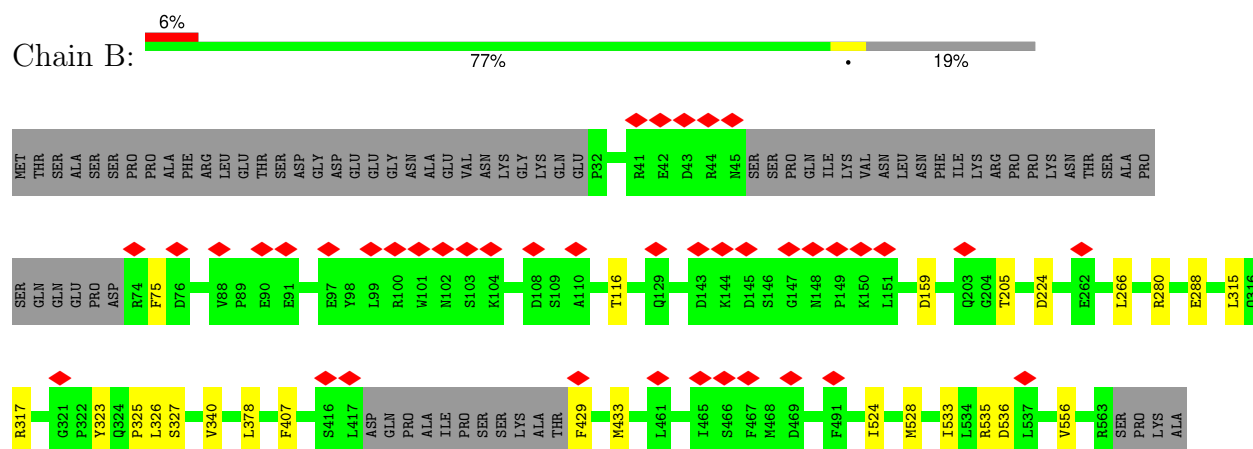 6%
Chain B:
77%
•
19%
MET THR SER ALA SER SER PRO PRO ALA PHE ARG LEU GLU THR SER ASP GLY ASP GLU GLU GLY ASN ALA GLU VAL ASN LYS GLY LYS GLN GLU P32 R41 E42 D43 R44 N45 SER SER PRO GLN ILE LYS VAL ASN LEU ASN PHE ILE LYS ARG PRO PRO LYS ASN THR SER ALA PRO
SER GLN GLN GLU PRO ASP R74 F75 D76 V88 P89 E90 E91 E97 Y98 L99 R100 W101 N102 S103 K104 D108 S109 A110 T116 Q129 D143 K144 D145 S146 G147 N148 P149 K150 L151 D159 Q203 G204 T205 D224 E262 L266 R280 E288 L315 Q316
R317 G321 P322 Y323 Q324 P325 L326 S327 V340 L378 F407 S416 L417 ASP GLN PRO ALA ILE PRO SER SER LYS ALA THR F429 M433 L461 I465 S466 F467 M468 D469 F491 I524 M528 I533 L534 R535 D536 L537 V556 R563 SER PRO LYS ALA